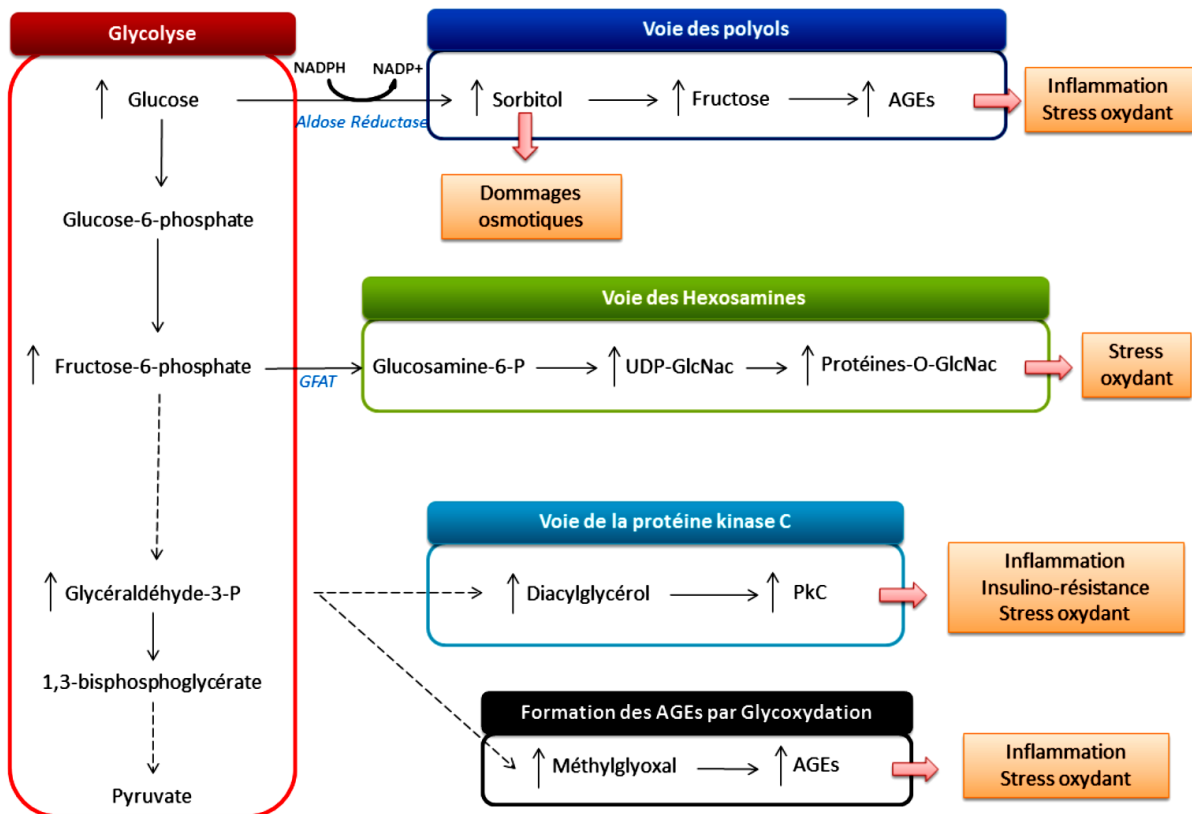 Glycolyse
Voie des polyols
NADPH
NADP+
Glucose
Aldose Réductase
Sorbitol
Fructose
AGEs
Inflammation
Stress oxydant
Dommages
osmotiques
Glucose-6-phosphate
Voie des Hexosamines
Fructose-6-phosphate
GFAT
Glucosamine-6-P
UDP-GlcNac
Protéines-O-GlcNac
Stress
oxydant
Voie de la protéine kinase C
Glycéraldéhyde-3-P
Diacylglycérol
PkC
Inflammation
Insulino-résistance
Stress oxydant
1,3-bisphosphoglycérate
Formation des AGEs par Glycoxydation
Méthylglyoxal
AGEs
Inflammation
Stress oxydant
Pyruvate